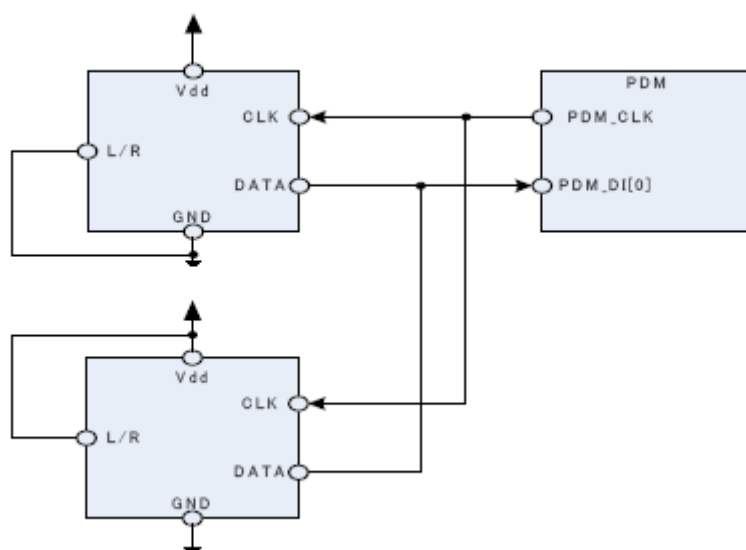 Vdd
CLK
L/R
DATA
GND
PDM
PDM_CLK
PDM_DI[0]
Vdd
CLK
L/R
DATA
GND